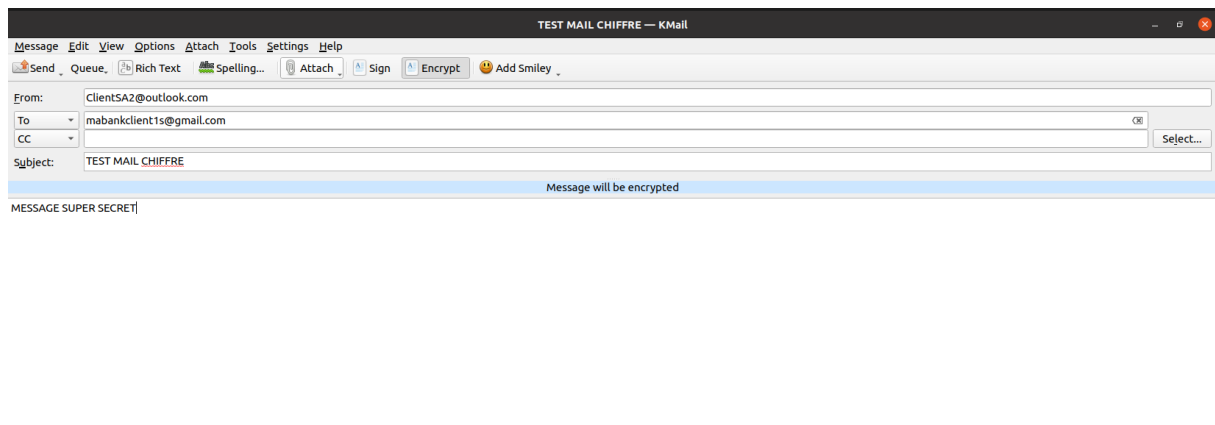 TEST MAIL CHIFFRE — KMail
Message Edit View Options Attach Tools Settings Help
Send Queue Rich Text Abc Spelling... Attach Sign Encrypt Add Smiley
From: ClientSA2@outlook.com
To mabankclient1s@gmail.com
CC Select...
Subject: TEST MAIL CHIFFRE
Message will be encrypted
MESSAGE SUPER SECRET